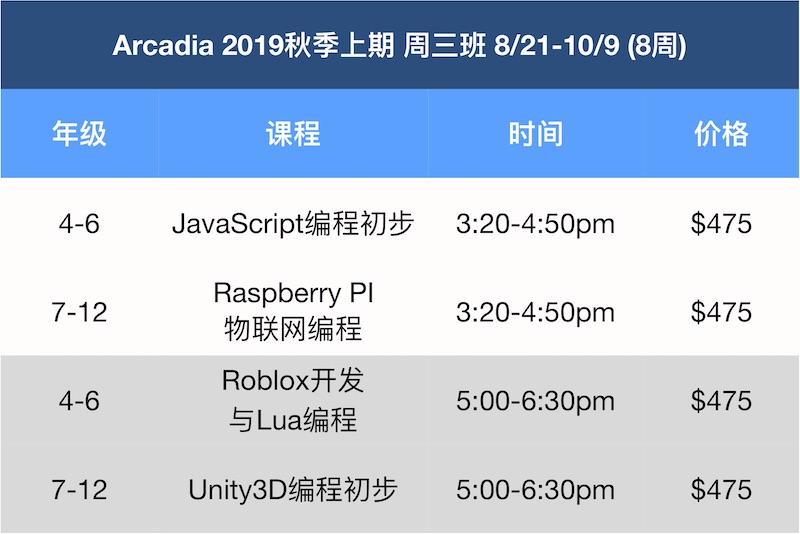 Arcadia 2019秋季上期 周三班 8/21-10/9 (8周)
年级 课程 时间 价格
4-6 JavaScript编程初步 3:20-4:50pm $475
7-12 Raspberry PI 3:20-4:50pm $475
物联网编程
4-6 Roblox开发 5:00-6:30pm $475
与Lua编程
7-12 Unity3D编程初步 5:00-6:30pm $475